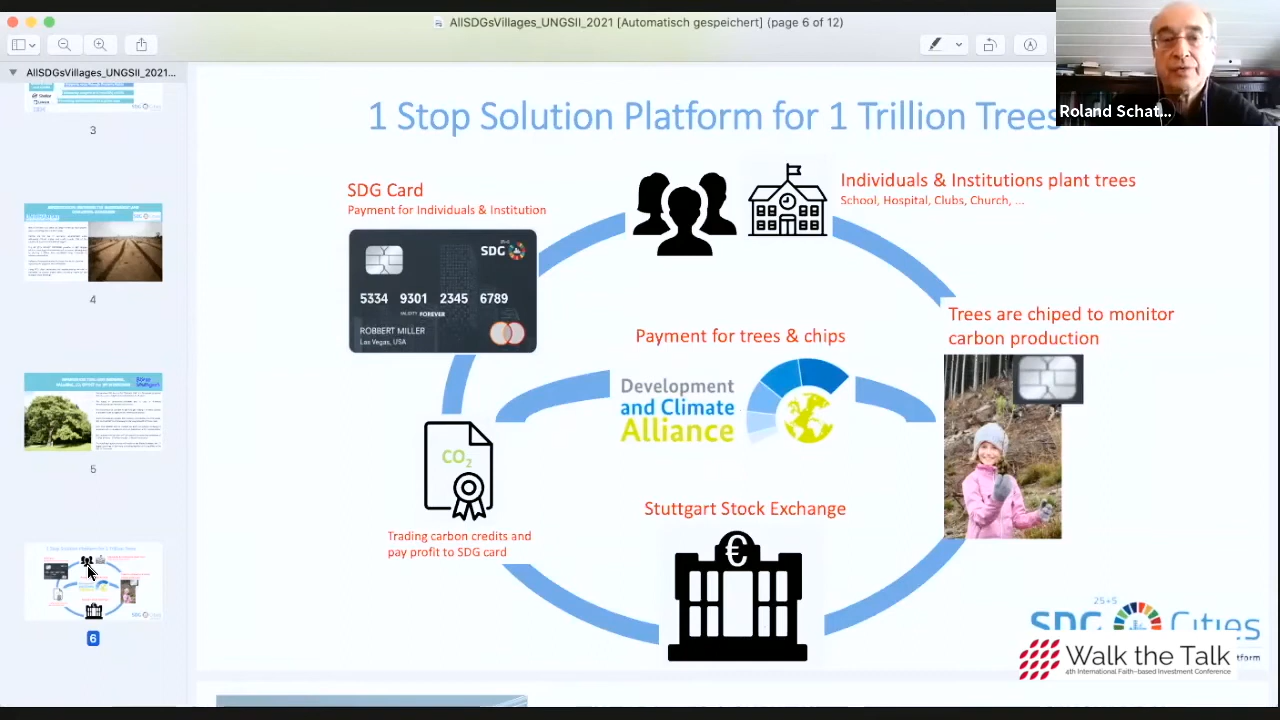 AllSDGsVillages_UNGSII_2021 [Automatisch gespeichert] (page 6 of 12)
AllSDGsVillages_UNGSII_2021...
3
4
5
6
Roland Schat...
1 Stop Solution Platform for 1 Trillion Trees
SDG Card
Payment for Individuals & Institution
SDG
5334 9301 2345 6789
FOREVER
ROBBERT MILLER
Las Vegas, USA
Individuals & Institutions plant trees
School, Hospital, Clubs, Church, ...
Trees are chiped to monitor
carbon production
Payment for trees & chips
Development
and Climate
Alliance
CO2
Trading carbon credits and
pay profit to SDG card
Stuttgart Stock Exchange
€
25+5
SDG Cities
Walk the Talk
4th International Faith-based Investment Conference